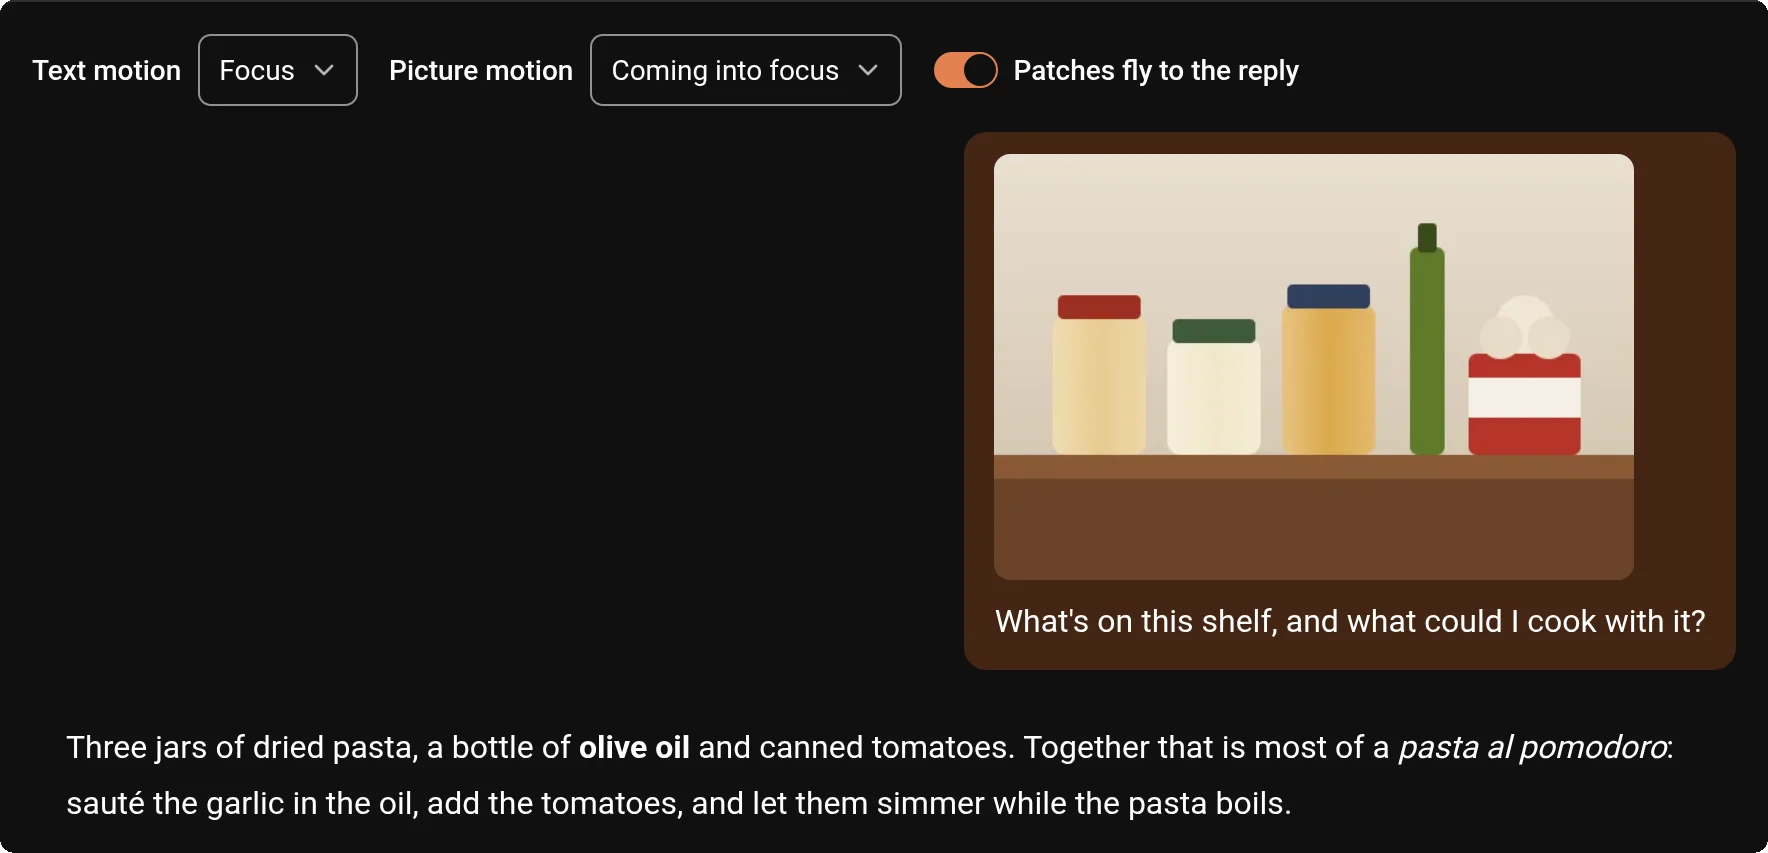 Text motion Focus Picture motion Coming into focus Patches fly to the reply
What's on this shelf, and what could I cook with it?
Three jars of dried pasta, a bottle of olive oil and canned tomatoes. Together that is most of a pasta al pomodoro:
sauté the garlic in the oil, add the tomatoes, and let them simmer while the pasta boils.